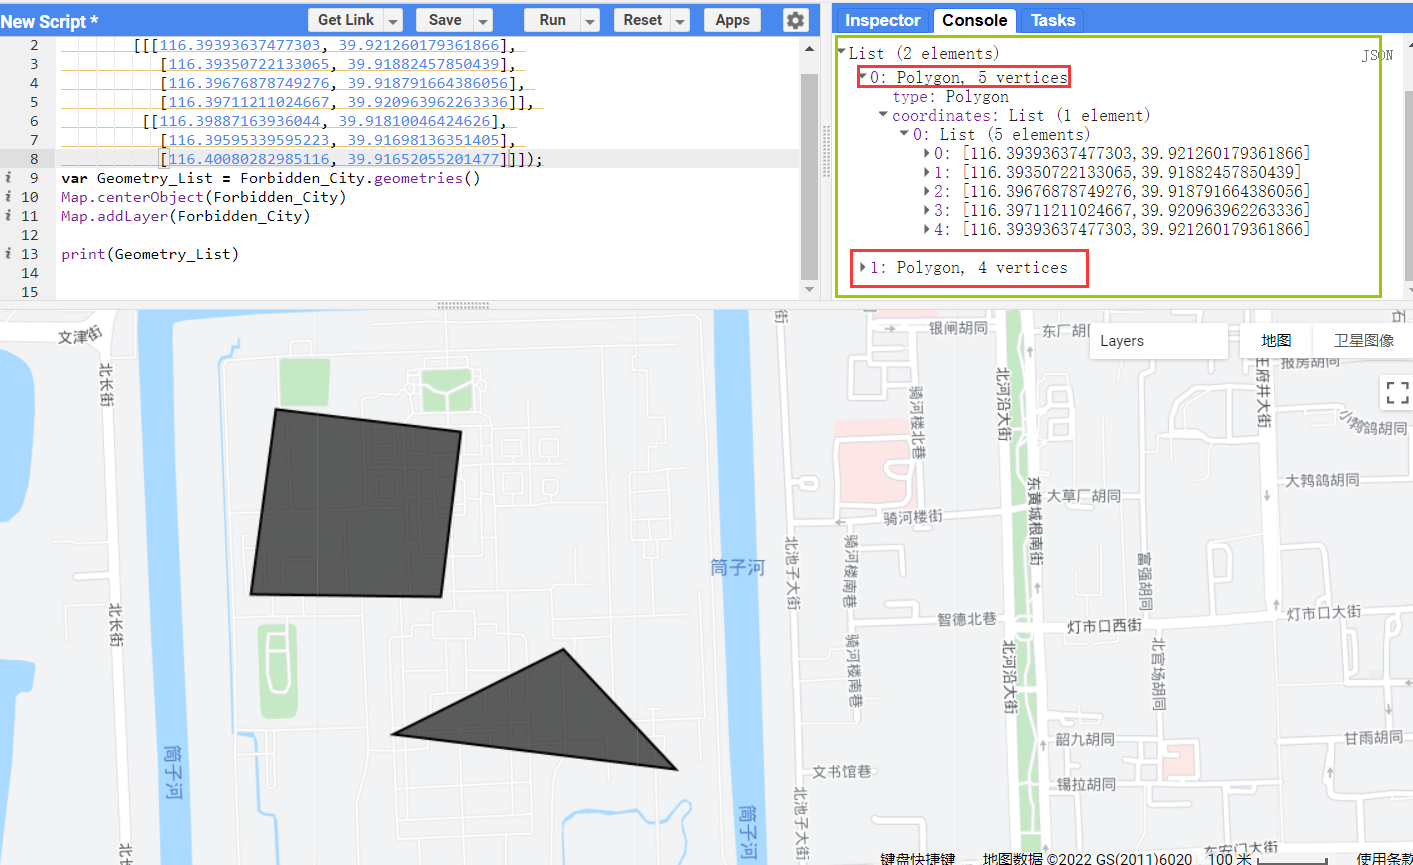 New Script *
Get Link
Save
Run
Reset
Apps
2 [[[116.39393637477303, 39.921260179361866],
3 [116.39350722133065, 39.91882457850439],
4 [116.39676878749276, 39.918791664386056],
5 [116.39711211024667, 39.920963962263336]],
6 [[116.39887163936044, 39.91810046424626],
7 [116.39595339595223, 39.91698136351405],
8 [116.40080282985116, 39.91652055201477]]]);
i 9 var Geometry_List = Forbidden_City.geometries()
i 10 Map.centerObject(Forbidden_City)
i 11 Map.addLayer(Forbidden_City)
12
i 13 print(Geometry_List)
14
15
Inspector
Console
Tasks
List (2 elements)
JSON
0: Polygon, 5 vertices
type: Polygon
coordinates: List (1 element)
0: List (5 elements)
0: [116.39393637477303,39.921260179361866]
1: [116.39350722133065,39.91882457850439]
2: [116.39676878749276,39.918791664386056]
3: [116.39711211024667,39.920963962263336]
4: [116.39393637477303,39.921260179361866]
1: Polygon, 4 vertices
Layers
地图
卫星图像
文津街
北长街
北长街
筒子河
筒子河
筒子河
银闸胡同
东厂胡同
报房胡同
王府井大街
小鹁鸽胡同
骑河楼北巷
北河沿大街
大鹁鸽胡同
大草厂胡同
骑河楼街
东黄城根南街
北池子大街
骑河楼南巷
富强胡同
智德北巷
灯市口西街
灯市口大街
骑河楼南巷
北河沿大街
北官场胡同
韶九胡同
甘雨胡同
文书馆巷
锡拉胡同
北池子大街
东安门大街
键盘快捷键
地图数据 ©2022 GS(2011)6020
100 米
使用条款